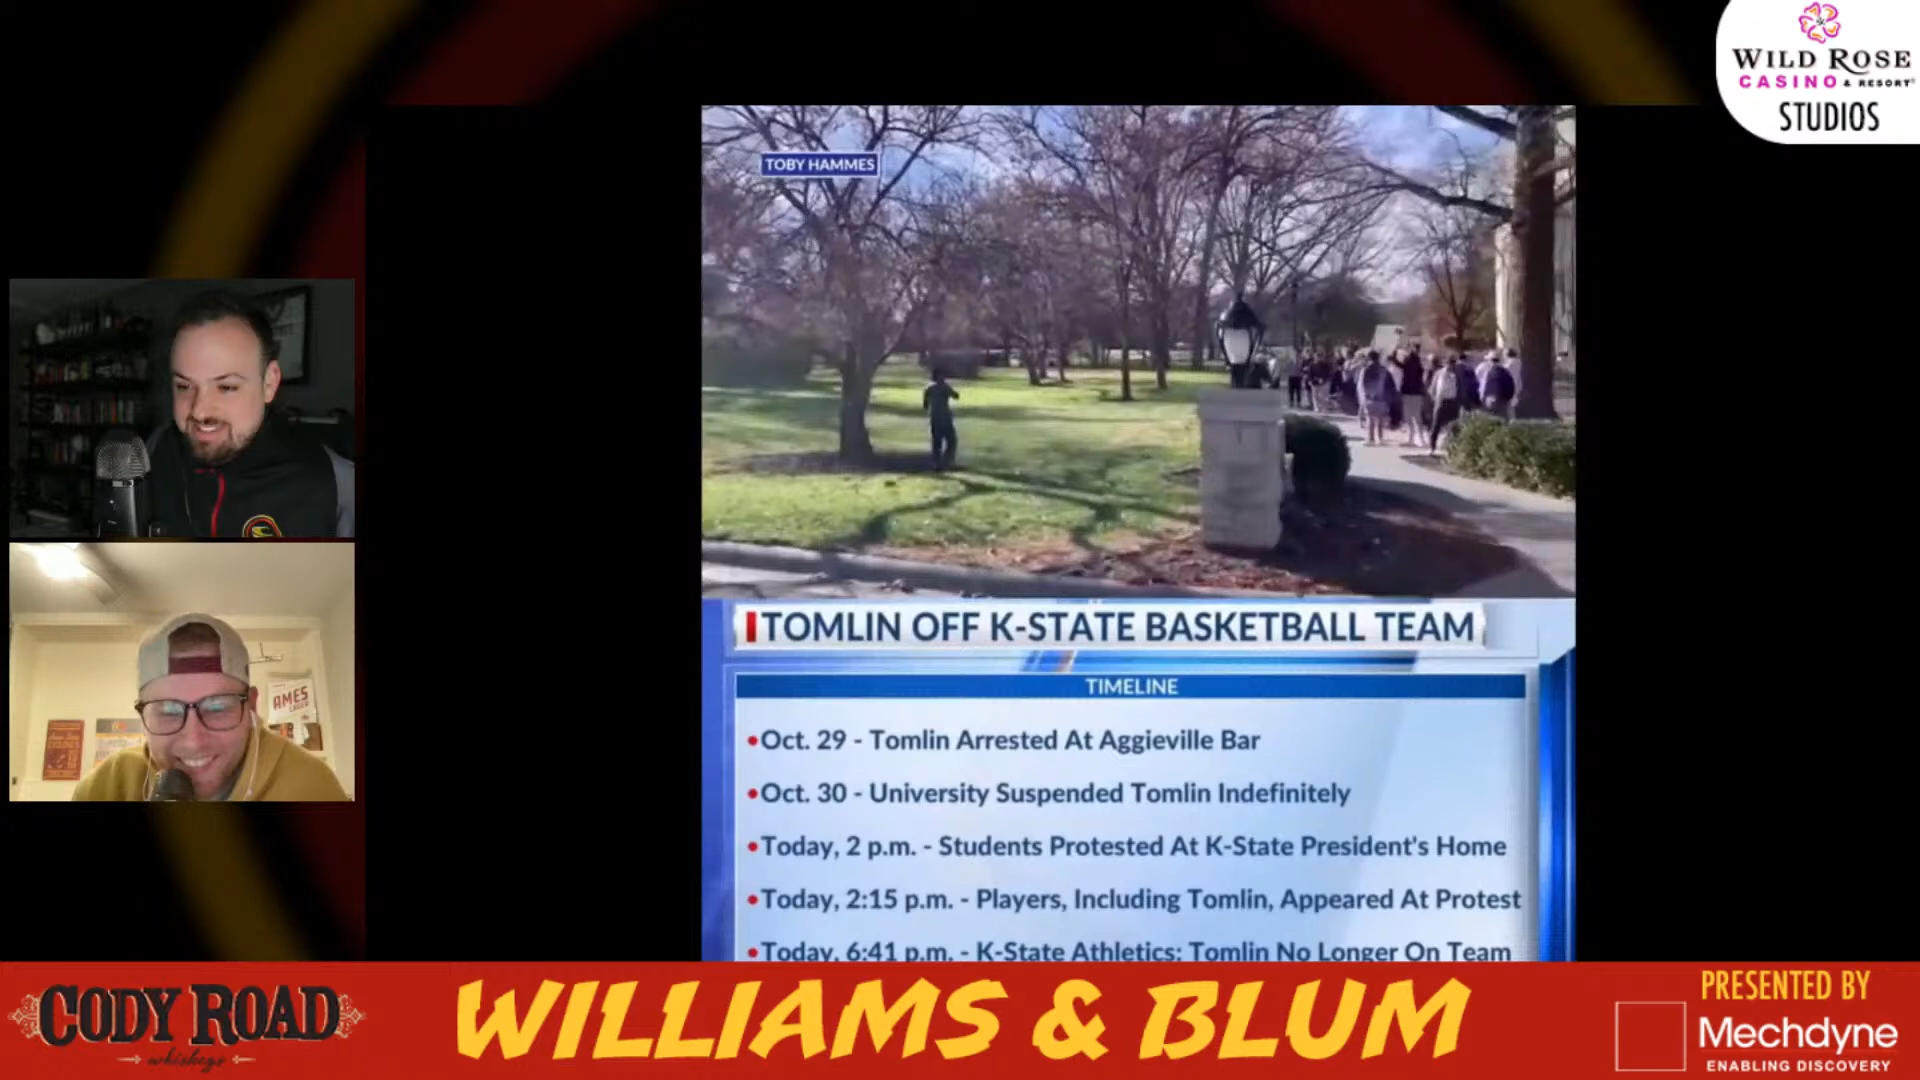 WILD ROSE
CASINO & RESORT
STUDIOS
TOBY HAMMES
AMES
LAGER
TOMLIN OFF K-STATE BASKETBALL TEAM
TIMELINE
•Oct. 29 - Tomlin Arrested At Aggieville Bar
•Oct. 30 - University Suspended Tomlin Indefinitely
•Today, 2 p.m. - Students Protested At K-State President's Home
•Today, 2:15 p.m. - Players, Including Tomlin, Appeared At Protest
•Today, 6:41 p.m. - K-State Athletics: Tomlin No Longer On Team
CODY ROAD
whiskeys
WILLIAMS & BLUM
PRESENTED BY
Mechdyne
ENABLING DISCOVERY